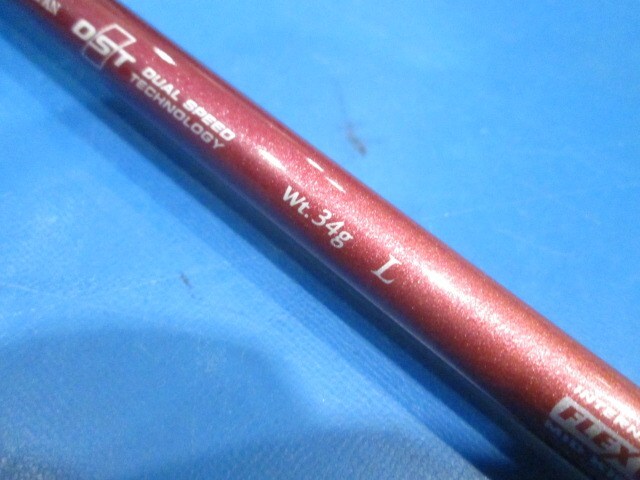 DST
DUAL SPEED
TECHNOLOGY
Wt. 34g
L
FLEX